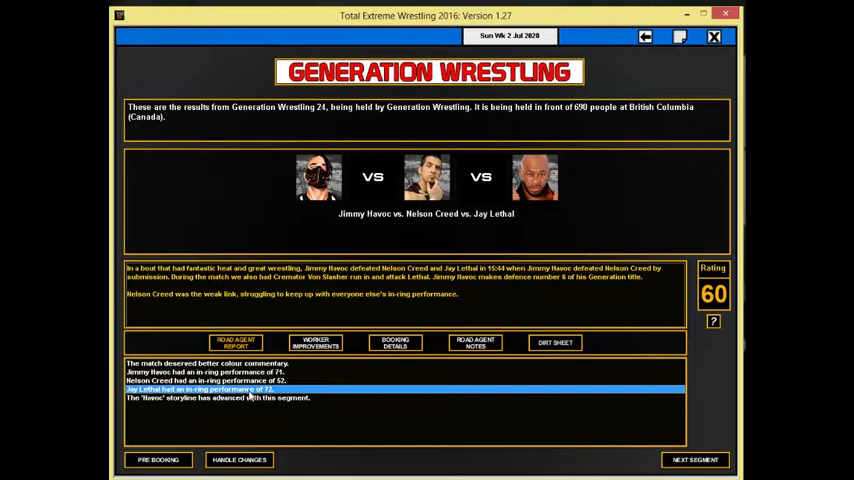 Total Extreme Wrestling 2016: Version 1.27
Sun Wk 2 Jul 2020
GENERATION WRESTLING
These are the results from Generation Wrestling 24, being held by Generation Wrestling. It is being held in front of 690 people at British Columbia
(Canada).
VS
VS
Jimmy Havoc vs. Nelson Creed vs. Jay Lethal
In a bout that had fantastic heat and great wrestling, Jimmy Havoc defeated Nelson Creed and Jay Lethal in 15:44 when Jimmy Havoc defeated Nelson Creed by
submission. During the match we also had Cremator Von Slasher run in and attack Lethal. Jimmy Havoc makes defence number 6 of his Generation title.
Nelson Creed was the weak link, struggling to keep up with everyone else's in-ring performance.
Rating
60
?
ROAD AGENT
REPORT
WORKER
IMPROVEMENTS
BOOKING
DETAILS
ROAD AGENT
NOTES
DIRT SHEET
The match deserved better colour commentary.
Jimmy Havoc had an in-ring performance of 71.
Nelson Creed had an in-ring performance of 52.
Jay Lethal had an in-ring performance of 72.
The 'Havoc' storyline has advanced with this segment.
PRE BOOKING
HANDLE CHANGES
NEXT SEGMENT